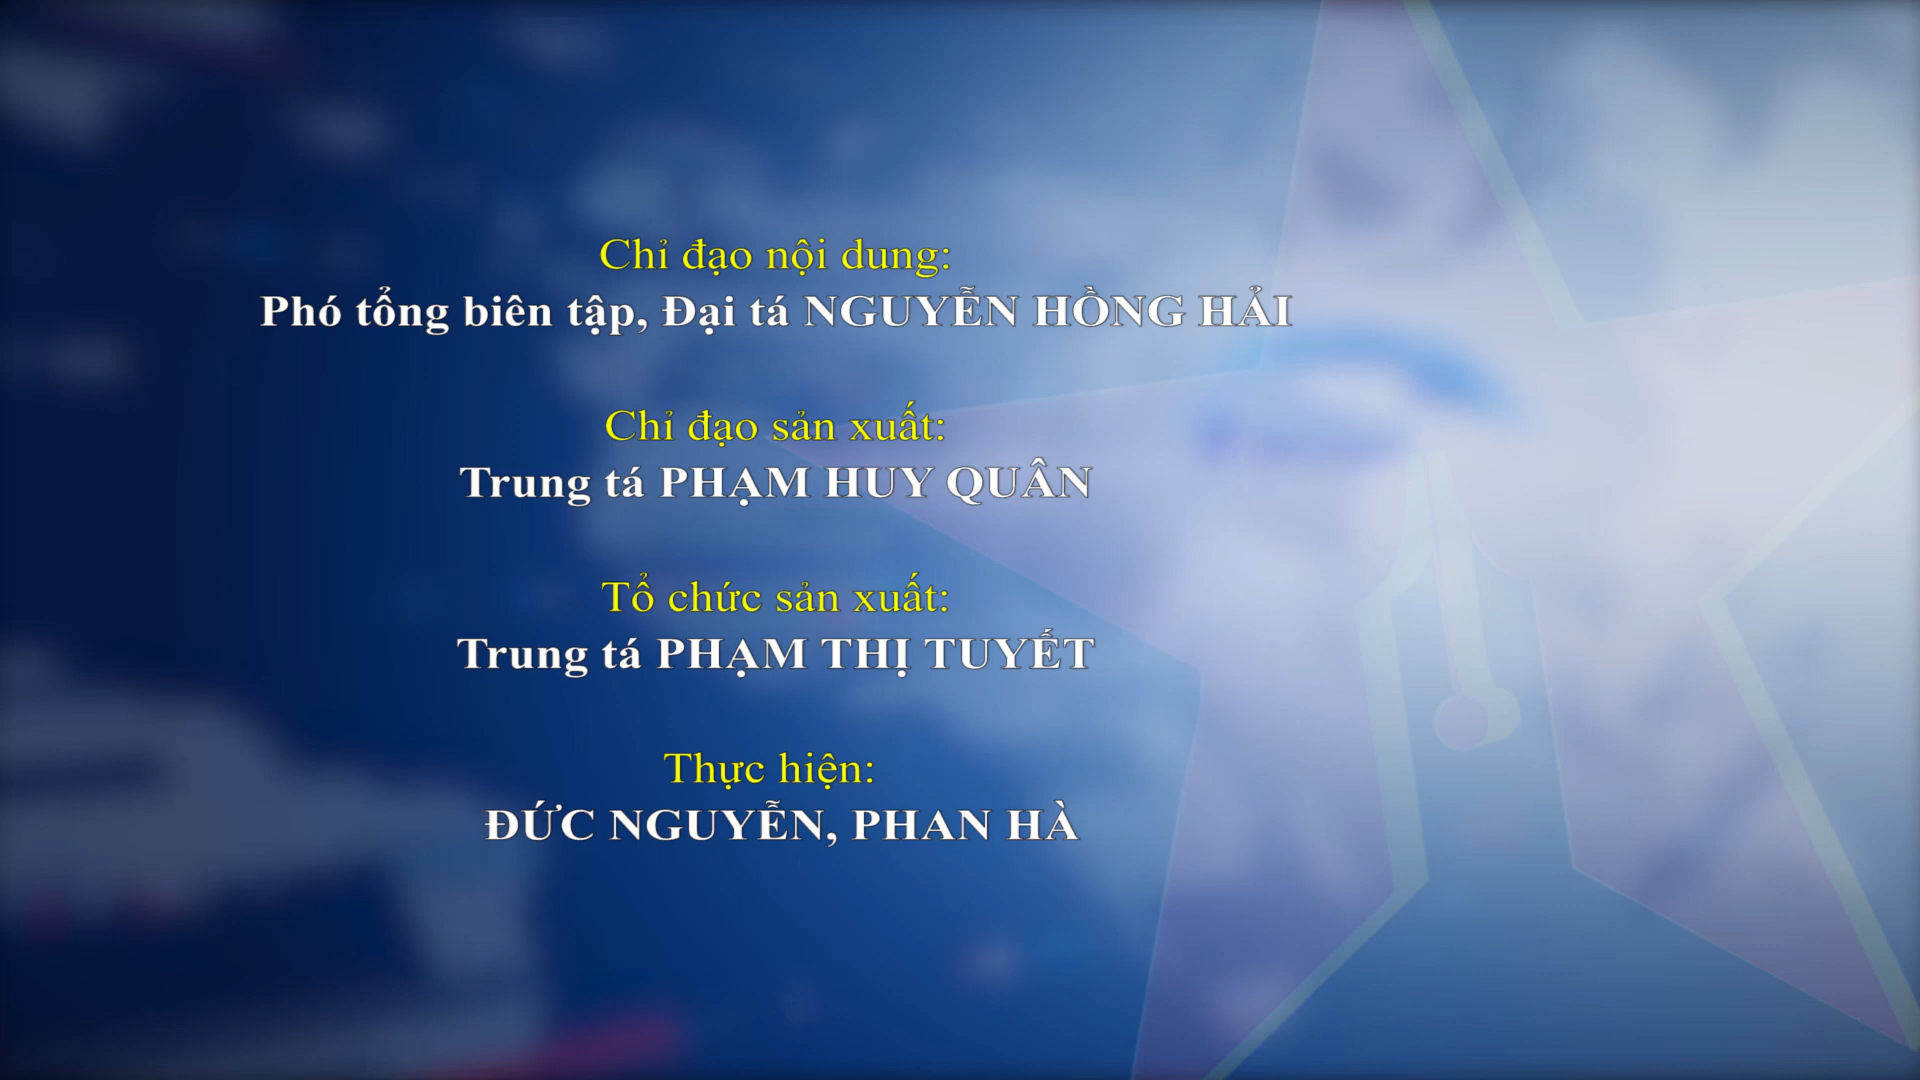 Chỉ đạo nội dung:
Phó tổng biên tập, Đại tá NGUYỄN HỒNG HẢI
Chỉ đạo sản xuất:
Trung tá PHẠM HUY QUÂN
Tổ chức sản xuất:
Trung tá PHẠM THỊ TUYẾT
Thực hiện:
ĐỨC NGUYỄN, PHAN HÀ